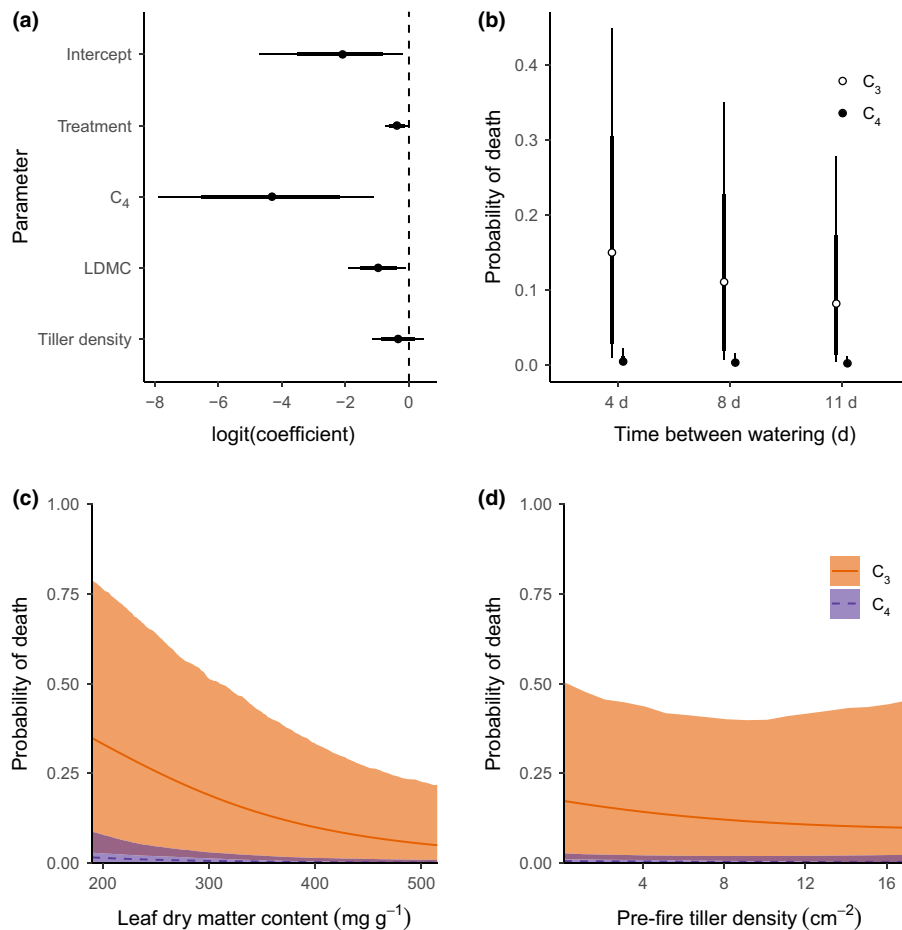 (a)
Parameter
Intercept
Treatment
C₄
LDMC
Tiller density
−8 −6 −4 −2 0
logit(coefficient)
(b)
Probability of death
0.4
0.3
0.2
0.1
0.0
C₃
C₄
4 d 8 d 11 d
Time between watering (d)
(c)
Probability of death
1.00
0.75
0.50
0.25
0.00
200 300 400 500
Leaf dry matter content (mg g⁻¹)
(d)
Probability of death
1.00
0.75
0.50
0.25
0.00
C₃
C₄
4 8 12 16
Pre-fire tiller density (cm⁻²)